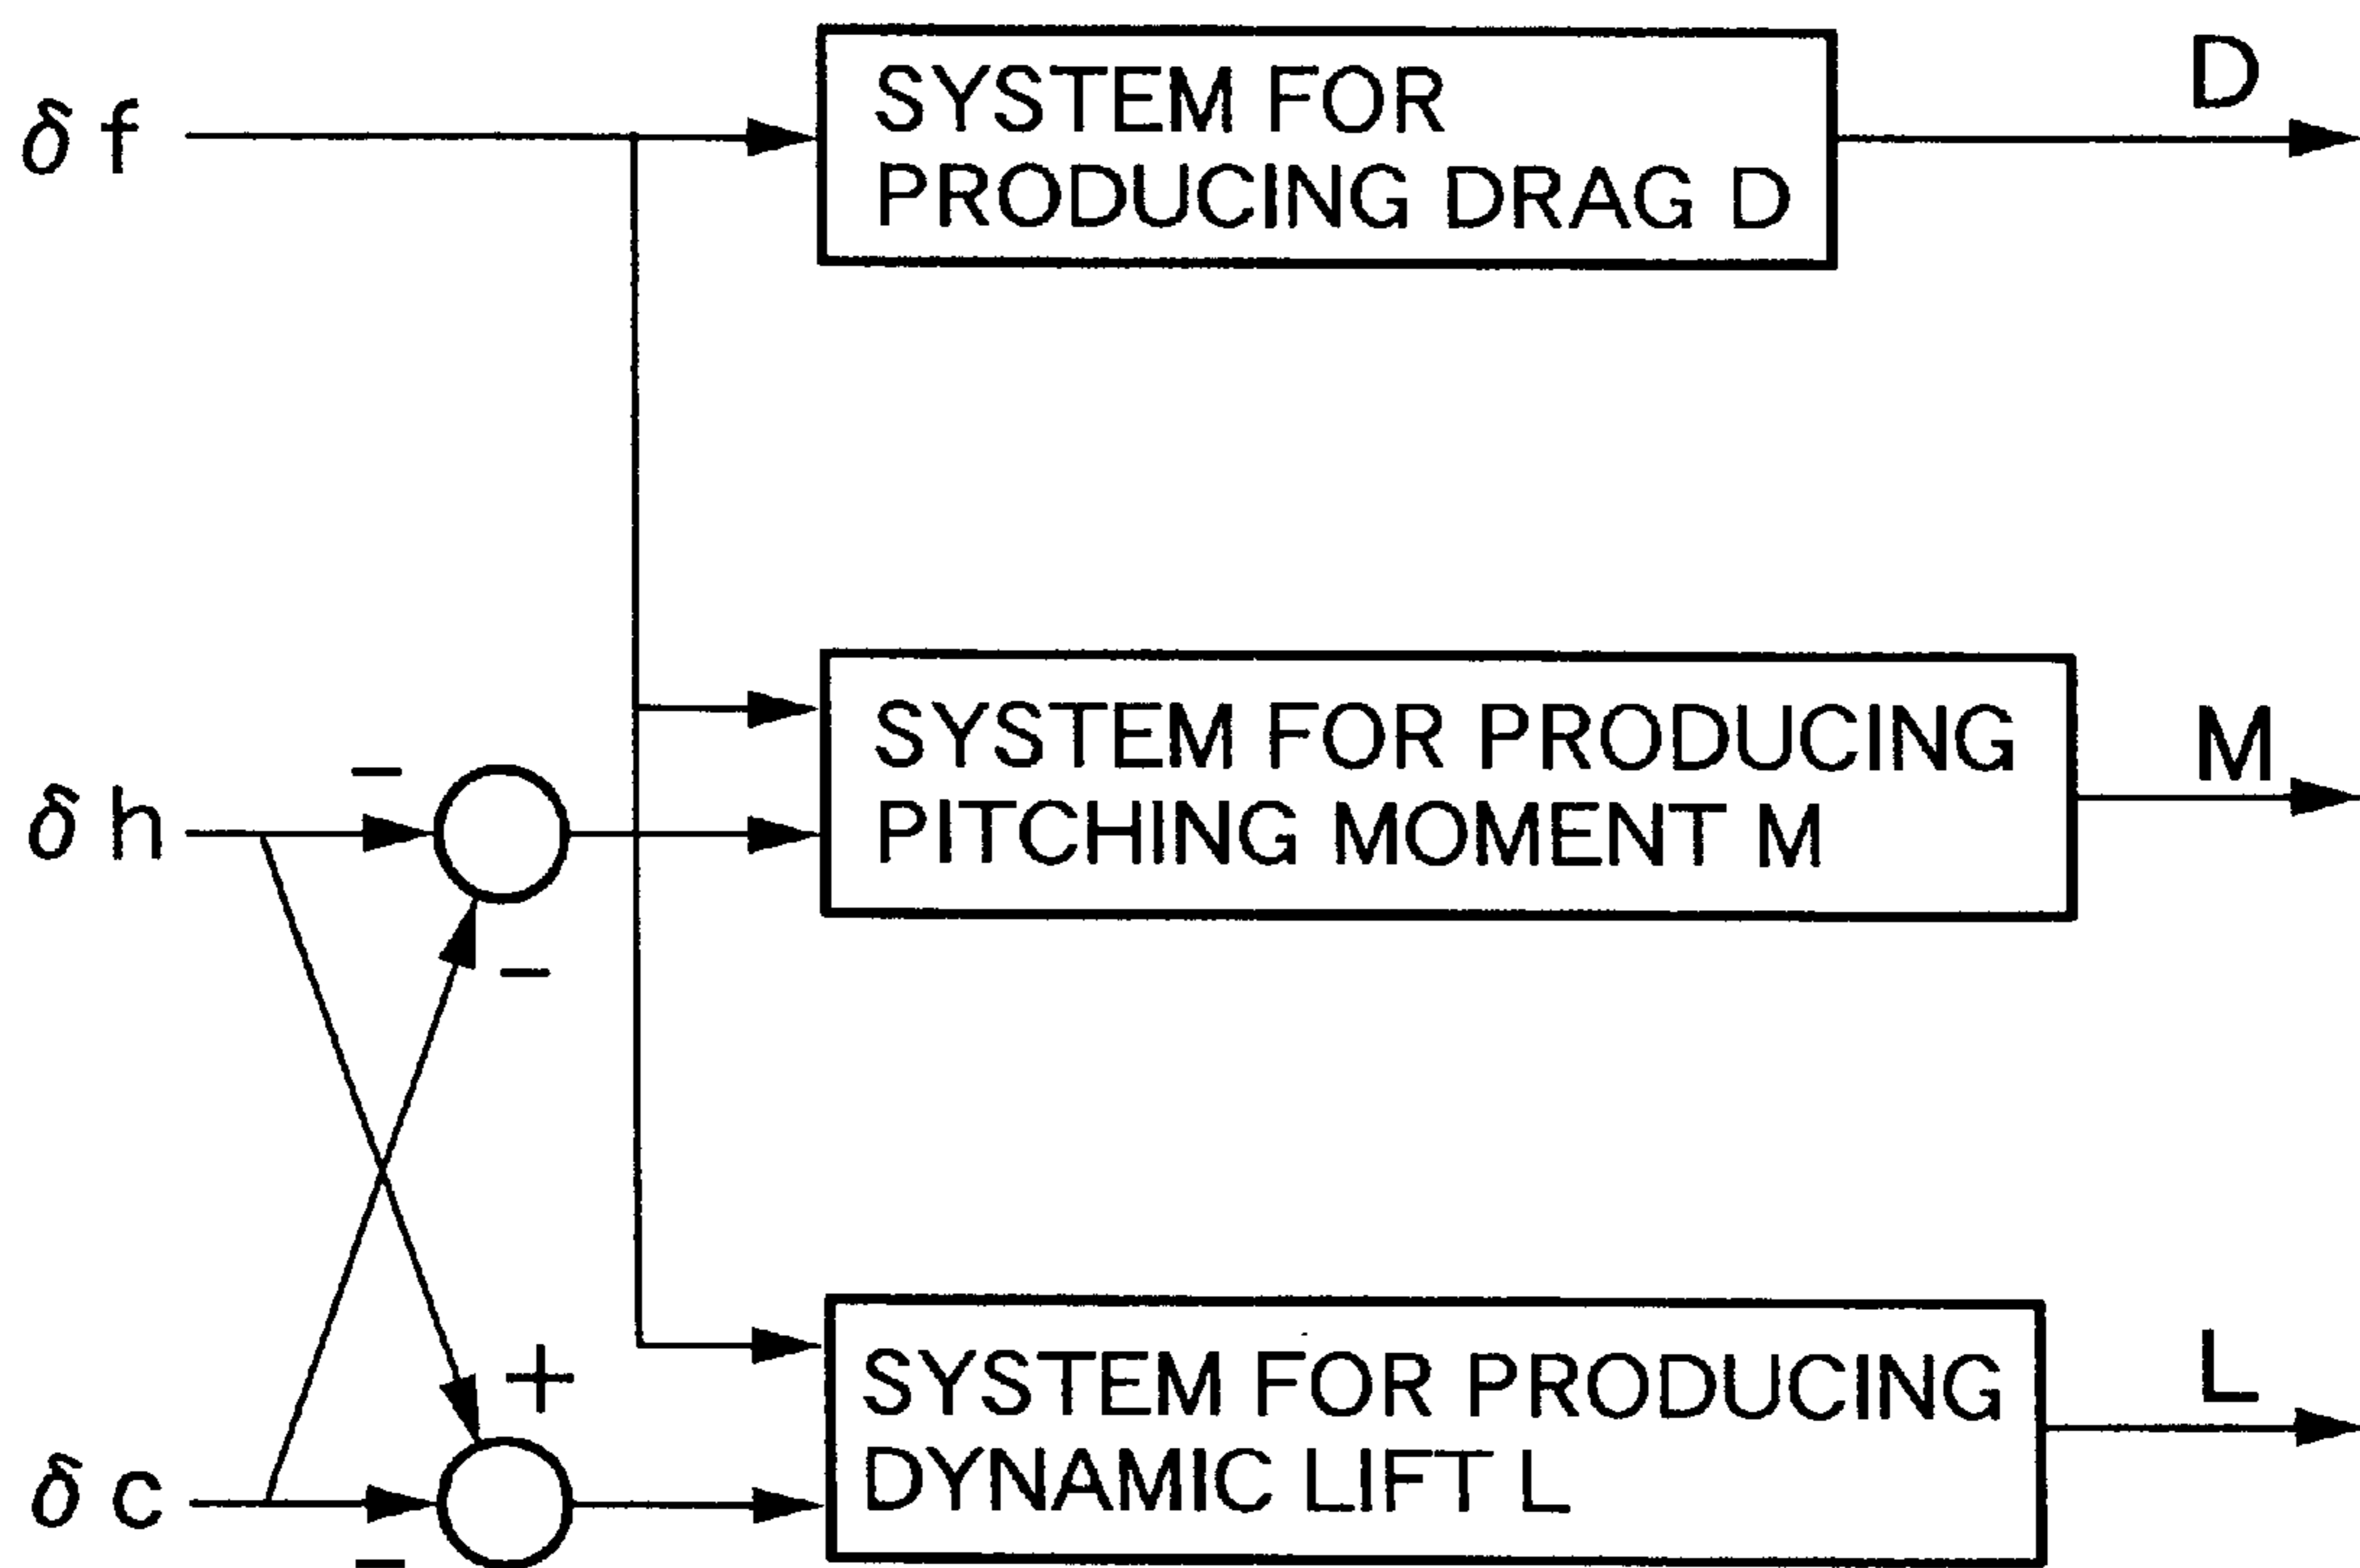 δ f
SYSTEM FOR
PRODUCING DRAG D
D
δ h
−
−
SYSTEM FOR PRODUCING
PITCHING MOMENT M
M
δ c
+
−
SYSTEM FOR PRODUCING
DYNAMIC LIFT L
L